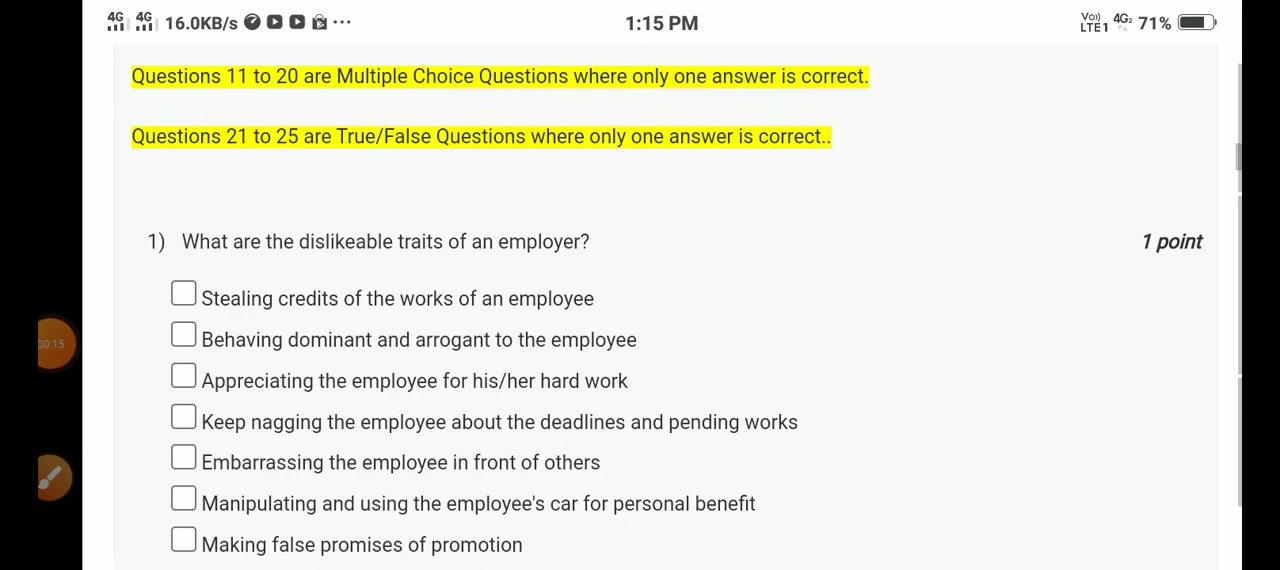 4G 4G 16.0KB/s ··· 1:15 PM Vo) LTE1 4G2 71%
Questions 11 to 20 are Multiple Choice Questions where only one answer is correct.
Questions 21 to 25 are True/False Questions where only one answer is correct..
1) What are the dislikeable traits of an employer? 1 point
Stealing credits of the works of an employee
Behaving dominant and arrogant to the employee
00:15
Appreciating the employee for his/her hard work
Keep nagging the employee about the deadlines and pending works
Embarrassing the employee in front of others
Manipulating and using the employee's car for personal benefit
Making false promises of promotion